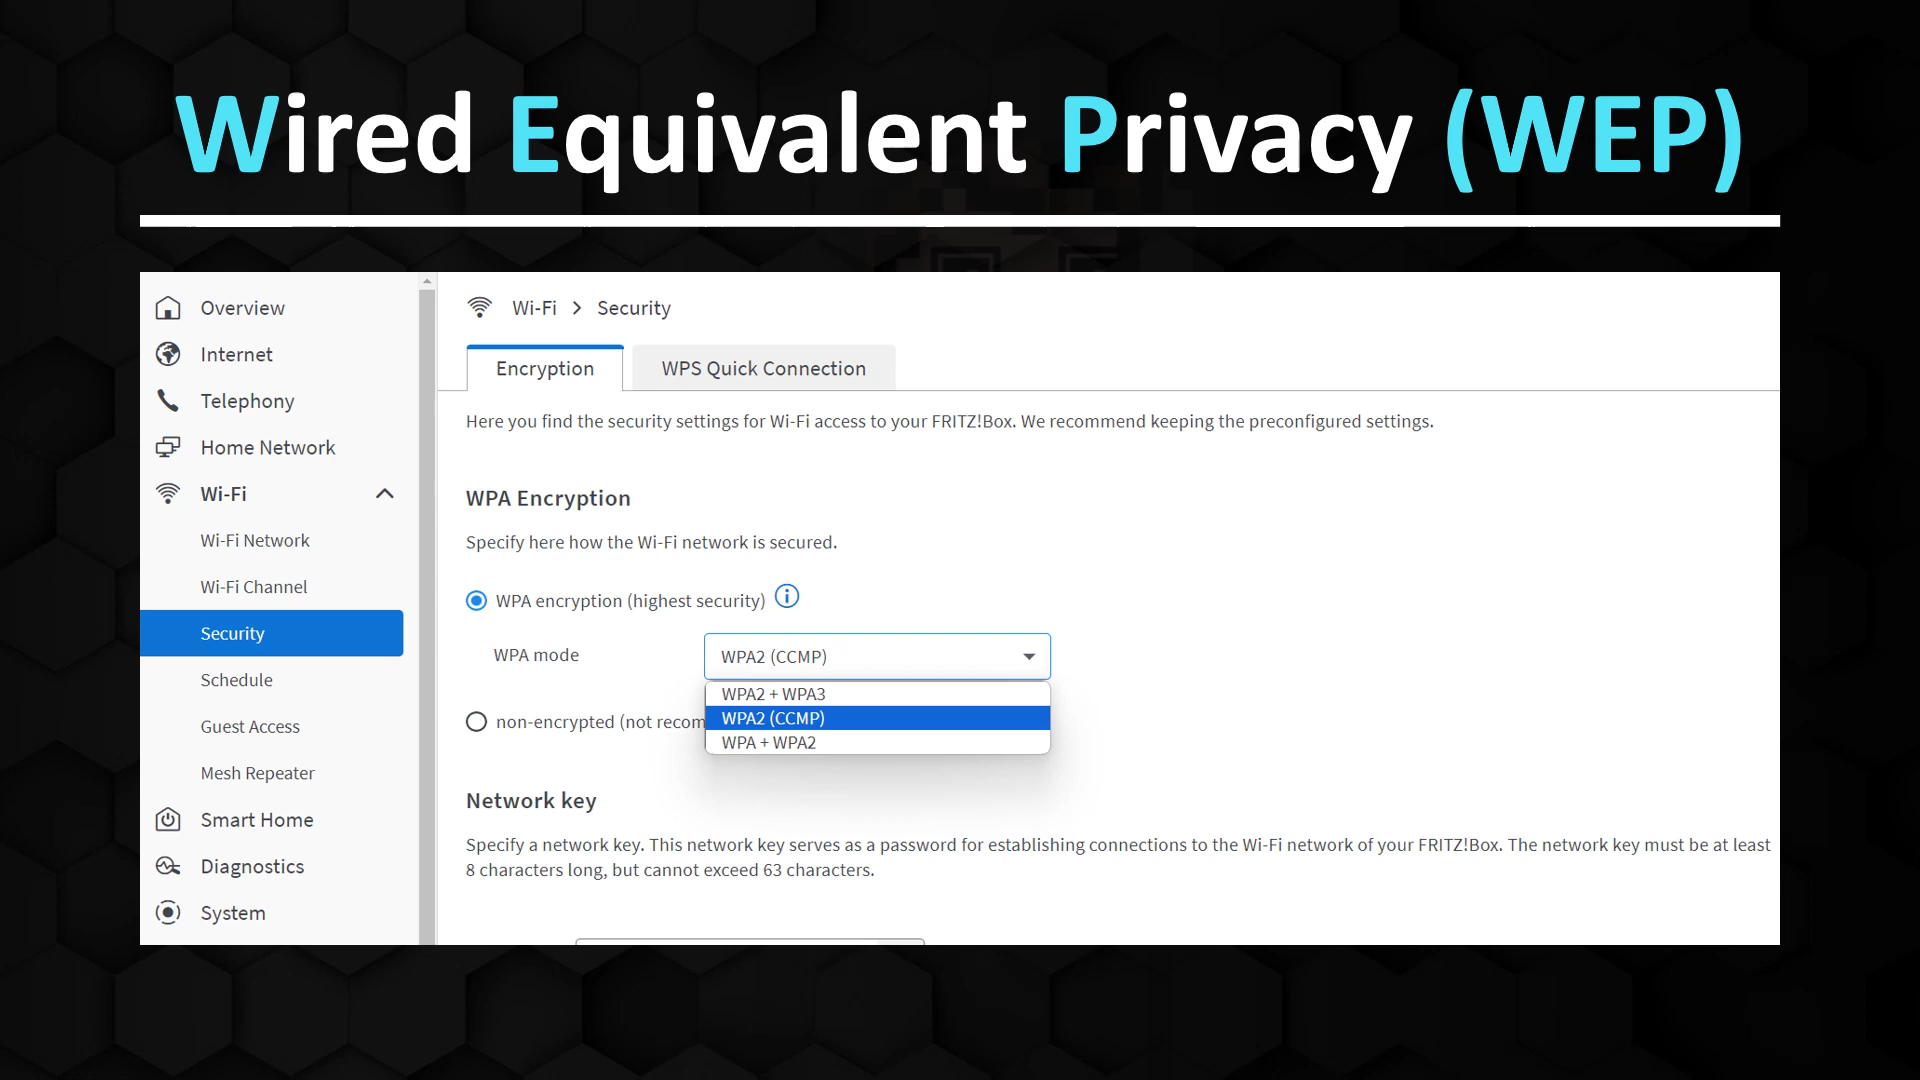 Wired Equivalent Privacy (WEP)
Overview
Internet
Telephony
Home Network
Wi-Fi
Wi-Fi Network
Wi-Fi Channel
Security
Schedule
Guest Access
Mesh Repeater
Smart Home
Diagnostics
System
Wi-Fi > Security
Encryption
WPS Quick Connection
Here you find the security settings for Wi-Fi access to your FRITZ!Box. We recommend keeping the preconfigured settings.
WPA Encryption
Specify here how the Wi-Fi network is secured.
WPA encryption (highest security)
WPA mode
WPA2 (CCMP)
WPA2 + WPA3
WPA2 (CCMP)
WPA + WPA2
non-encrypted (not recom
Network key
Specify a network key. This network key serves as a password for establishing connections to the Wi-Fi network of your FRITZ!Box. The network key must be at least
8 characters long, but cannot exceed 63 characters.